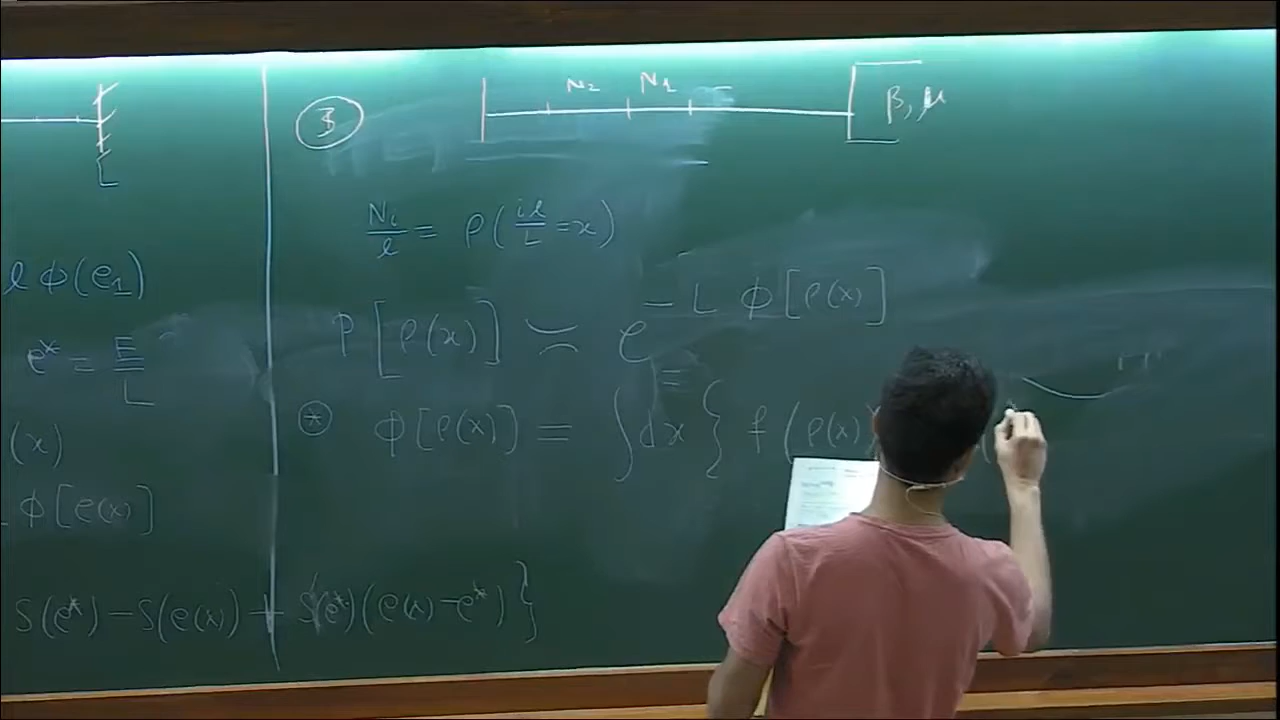 L
l φ(e₁)
e* = E/L
(x)
φ[e(x)]
S(e*) – S(e(x)) + S'(e*)(e(x) – e*) }
③
N₂ N₁
β, μ
Nᵢ/l = ρ(il/L = x)
P[ρ(x)] ≍ e^{– L φ[ρ(x)]}
⊛ φ[ρ(x)] = ∫dx { f(ρ(x)